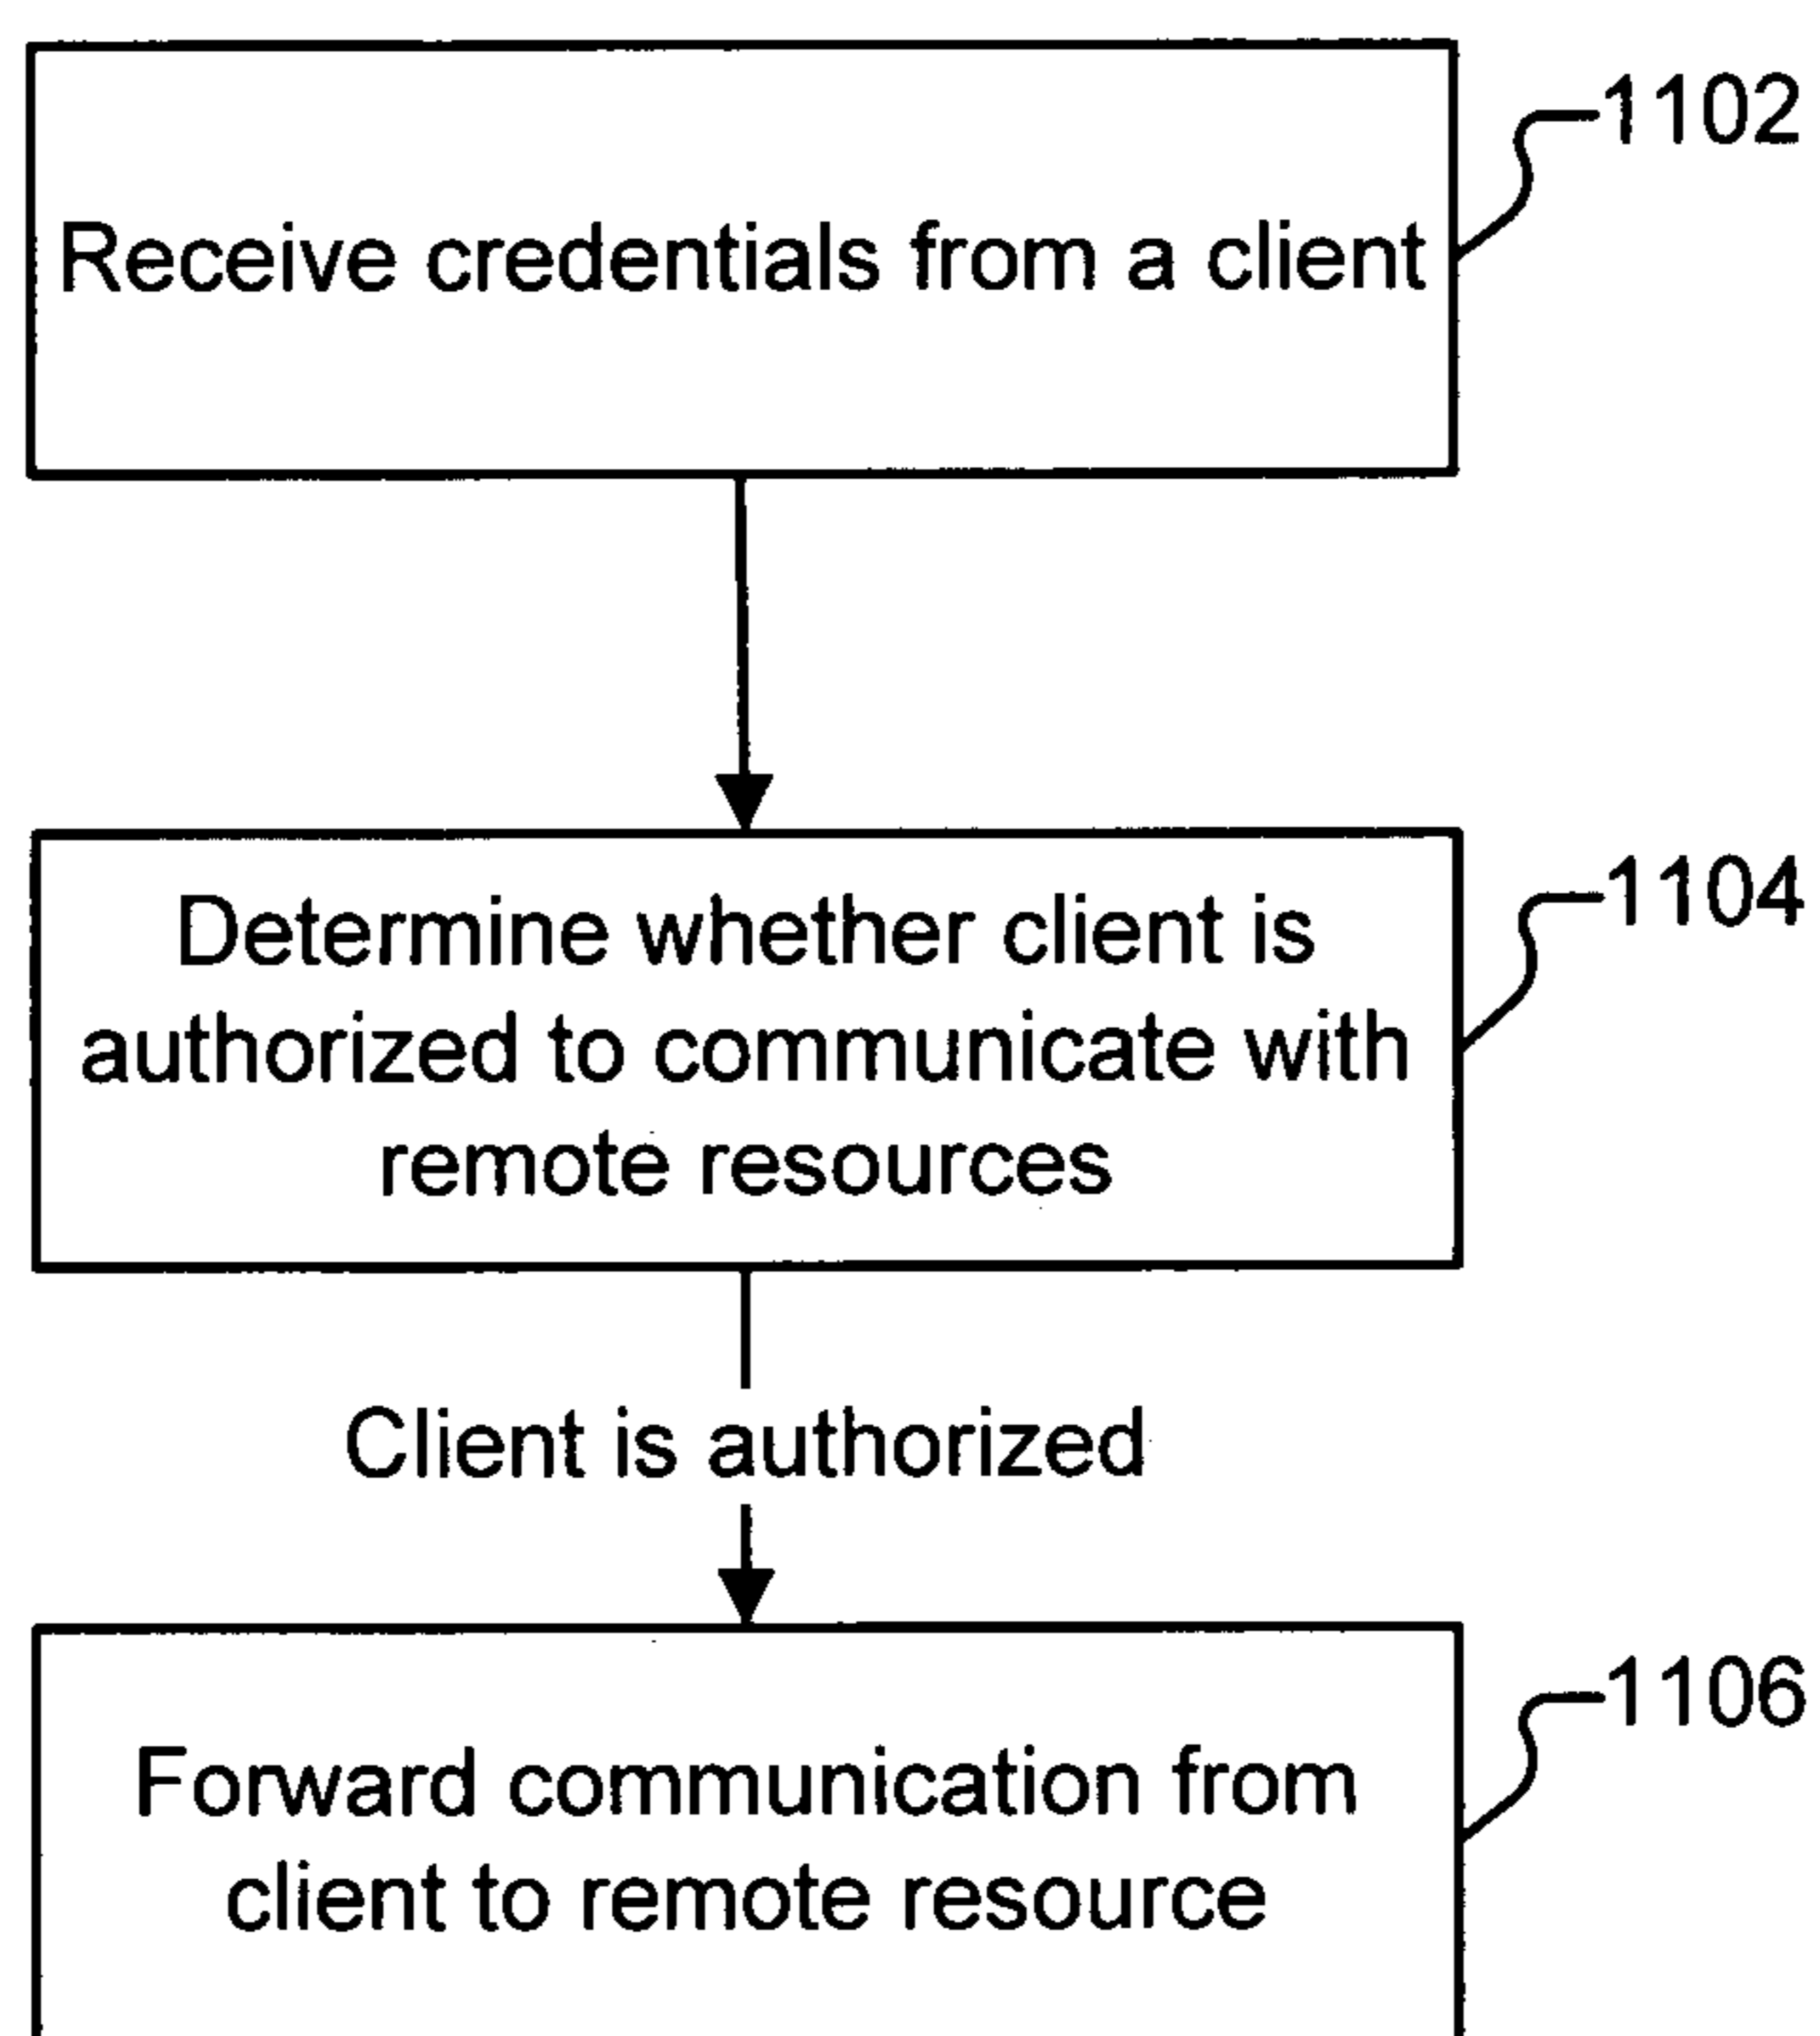 1102
Receive credentials from a client
1104
Determine whether client is
authorized to communicate with
remote resources
Client is authorized
1106
Forward communication from
client to remote resource